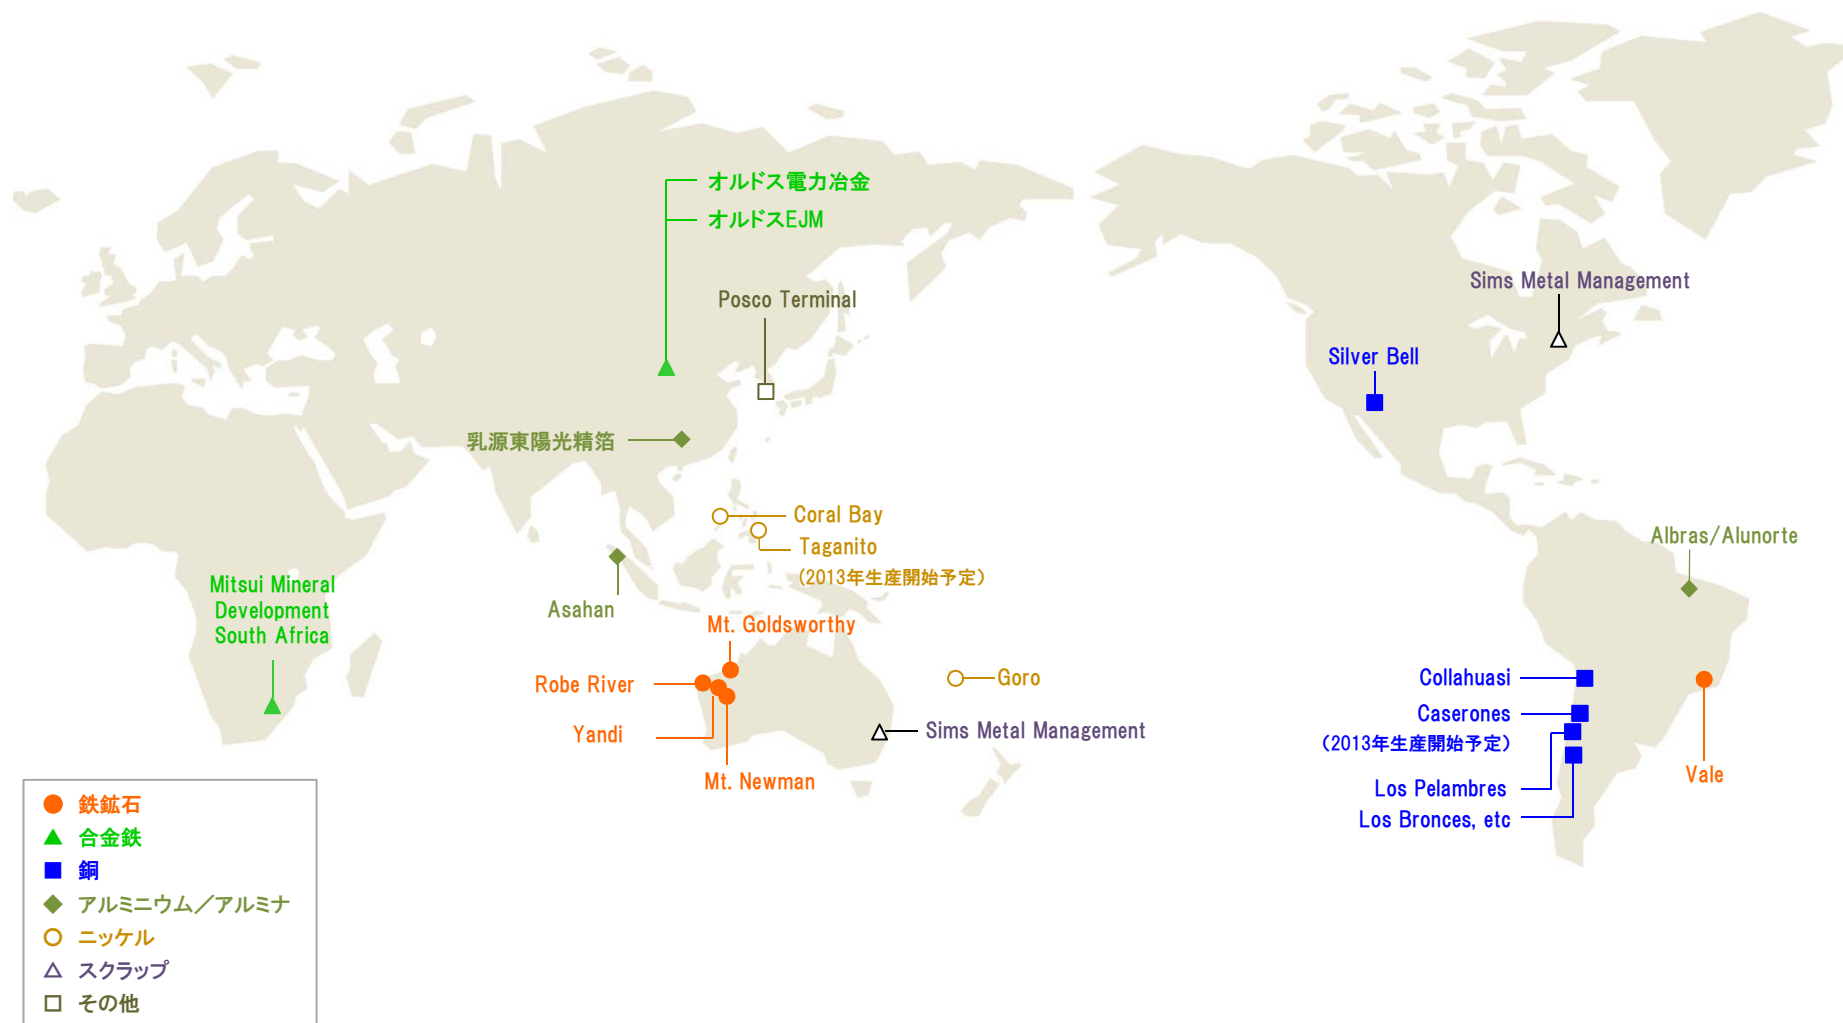 オルドス電力冶金
オルドスEJM
Posco Terminal
Sims Metal Management
Silver Bell
乳源東陽光精箔
Coral Bay
Taganito
(2013年生産開始予定)
Albras/Alunorte
Asahan
Mitsui Mineral
Development
South Africa
Mt. Goldsworthy
Robe River
Goro
Yandi
Sims Metal Management
Mt. Newman
Collahuasi
Caserones
(2013年生産開始予定)
Los Pelambres
Los Bronces, etc
Vale
鉄鉱石
合金鉄
銅
アルミニウム／アルミナ
ニッケル
スクラップ
その他